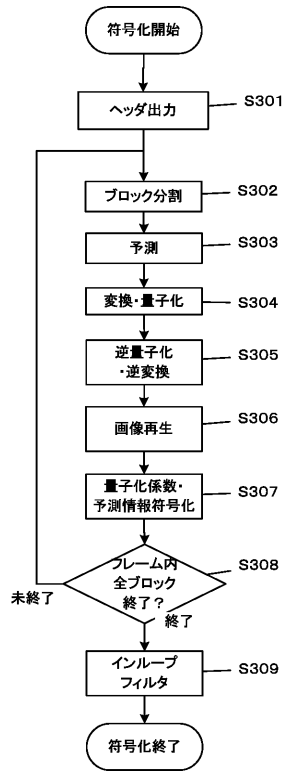 符号化開始
ヘッダ出力
S301
ブロック分割
S302
予測
S303
変換・量子化
S304
逆量子化
・逆変換
S305
画像再生
S306
量子化係数・
予測情報符号化
S307
フレーム内
全ブロック
終了?
S308
未終了
終了
インループ
フィルタ
S309
符号化終了